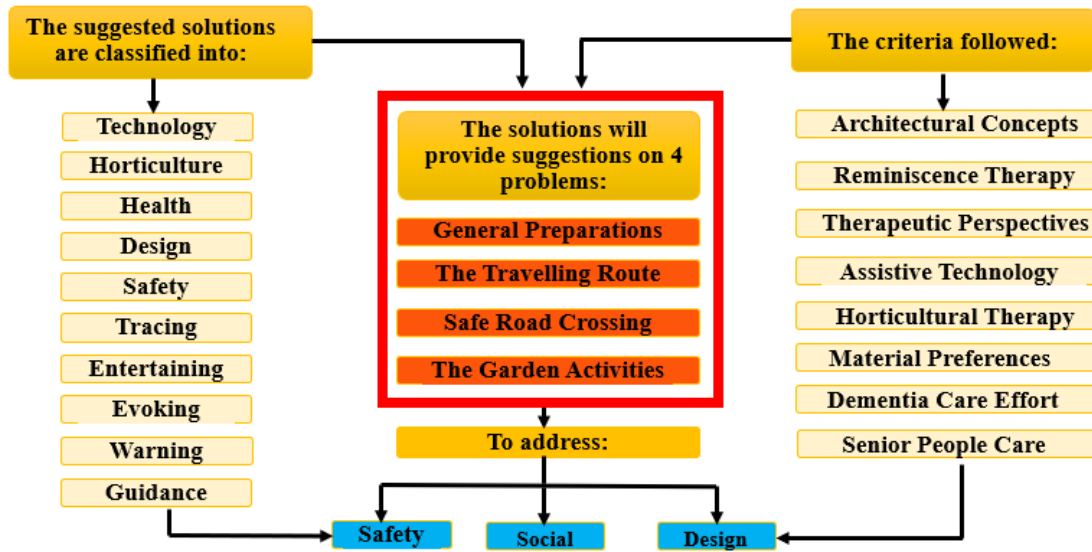 The suggested solutions
are classified into:
Technology
Horticulture
Health
Design
Safety
Tracing
Entertaining
Evoking
Warning
Guidance
The solutions will
provide suggestions on 4
problems:
General Preparations
The Travelling Route
Safe Road Crossing
The Garden Activities
To address:
Safety
Social
Design
The criteria followed:
Architectural Concepts
Reminiscence Therapy
Therapeutic Perspectives
Assistive Technology
Horticultural Therapy
Material Preferences
Dementia Care Effort
Senior People Care